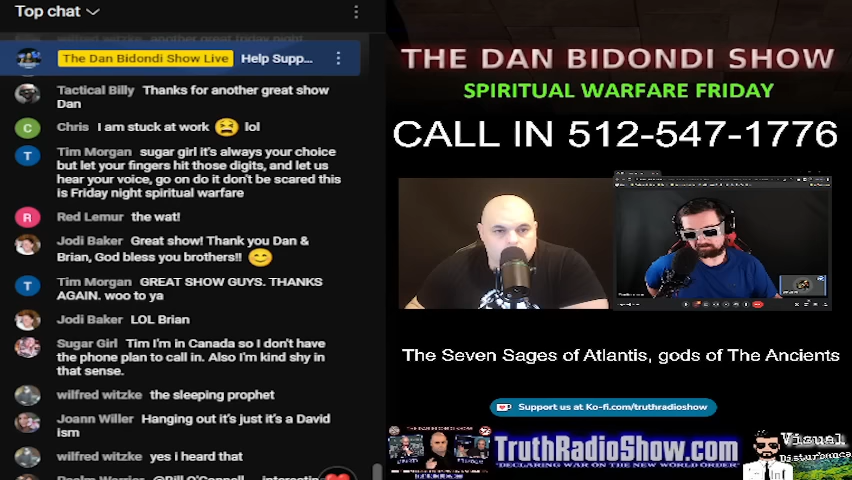 Top chat
The Dan Bidondi Show Live Help Supp...
Tactical Billy Thanks for another great show
Dan
Chris I am stuck at work 😫 lol
Tim Morgan sugar girl it's always your choice
but let your fingers hit those digits, and let us
hear your voice, go on do it don't be scared this
is Friday night spiritual warfare
Red Lemur the wat!
Jodi Baker Great show! Thank you Dan &
Brian, God bless you brothers!! 😊
Tim Morgan GREAT SHOW GUYS. THANKS
AGAIN. woo to ya
Jodi Baker LOL Brian
Sugar Girl Tim I'm in Canada so I don't have
the phone plan to call in. Also I'm kind shy in
that sense.
wilfred witzke the sleeping prophet
Joann Willer Hanging out it's just it's a David
ism
wilfred witzke yes i heard that
THE DAN BIDONDI SHOW
SPIRITUAL WARFARE FRIDAY
CALL IN 512-547-1776
The Seven Sages of Atlantis, gods of The Ancients
Support us at Ko-fi.com/truthradioshow
THE DAN BIDONDI SHOW
TruthRadioShow.com
"DECLARING WAR ON THE NEW WORLD ORDER"
Visual
Disturbance